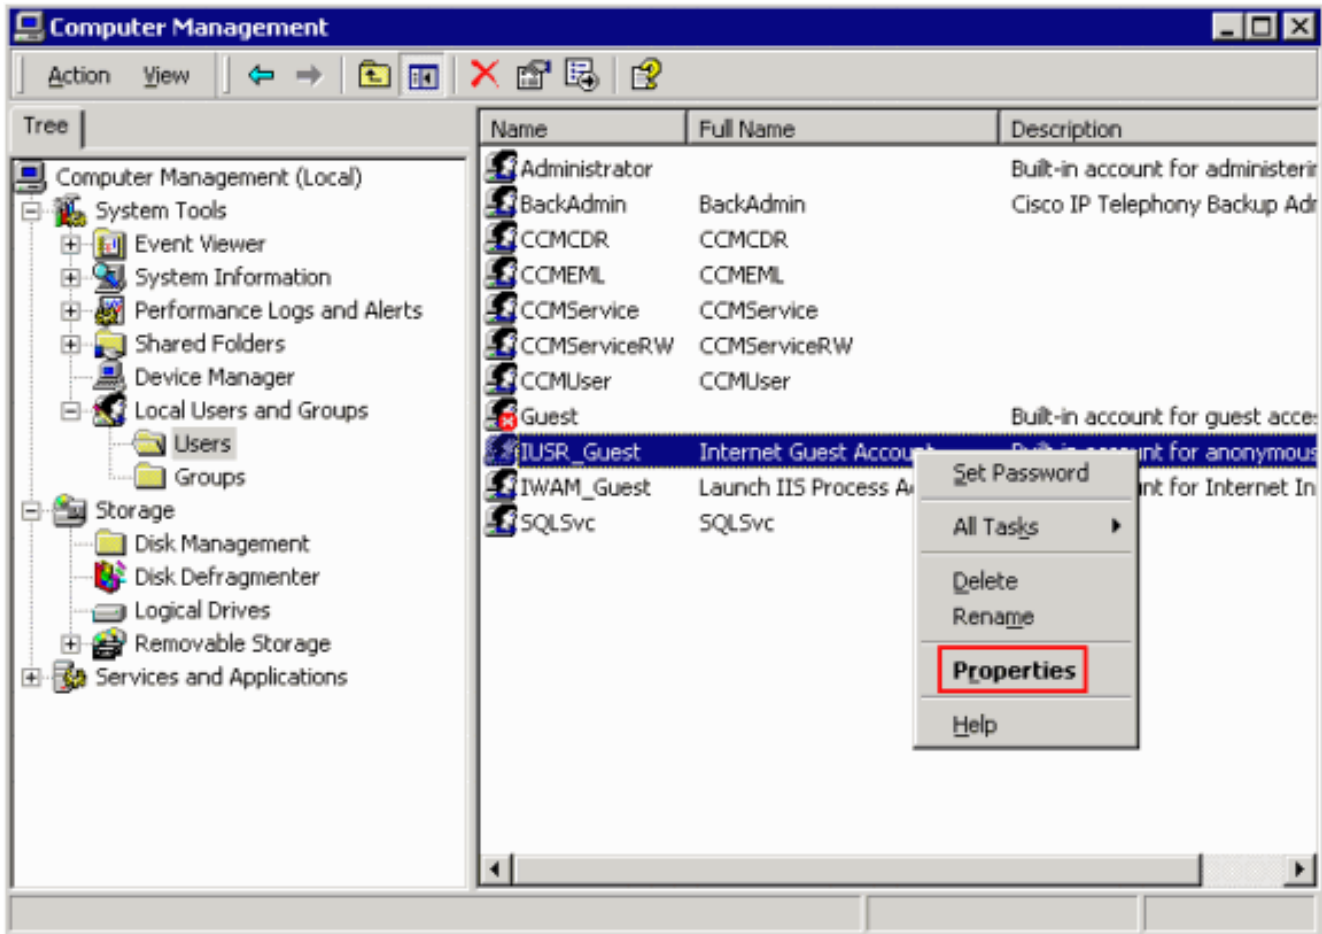 Computer Management
Action View
Tree
Name Full Name Description
Computer Management (Local)
System Tools
Event Viewer
System Information
Performance Logs and Alerts
Shared Folders
Device Manager
Local Users and Groups
Users
Groups
Storage
Disk Management
Disk Defragmenter
Logical Drives
Removable Storage
Services and Applications
Administrator Built-in account for administerin
BackAdmin BackAdmin Cisco IP Telephony Backup Adr
CCMCDR CCMCDR
CCMEML CCMEML
CCMService CCMService
CCMServiceRW CCMServiceRW
CCMUser CCMUser
Guest Built-in account for guest acce
IUSR_Guest Internet Guest Account for anonymous
IWAM_Guest Launch IIS Process for Internet In
SQLSvc SQLSvc
Set Password
All Tasks
Delete
Rename
Properties
Help